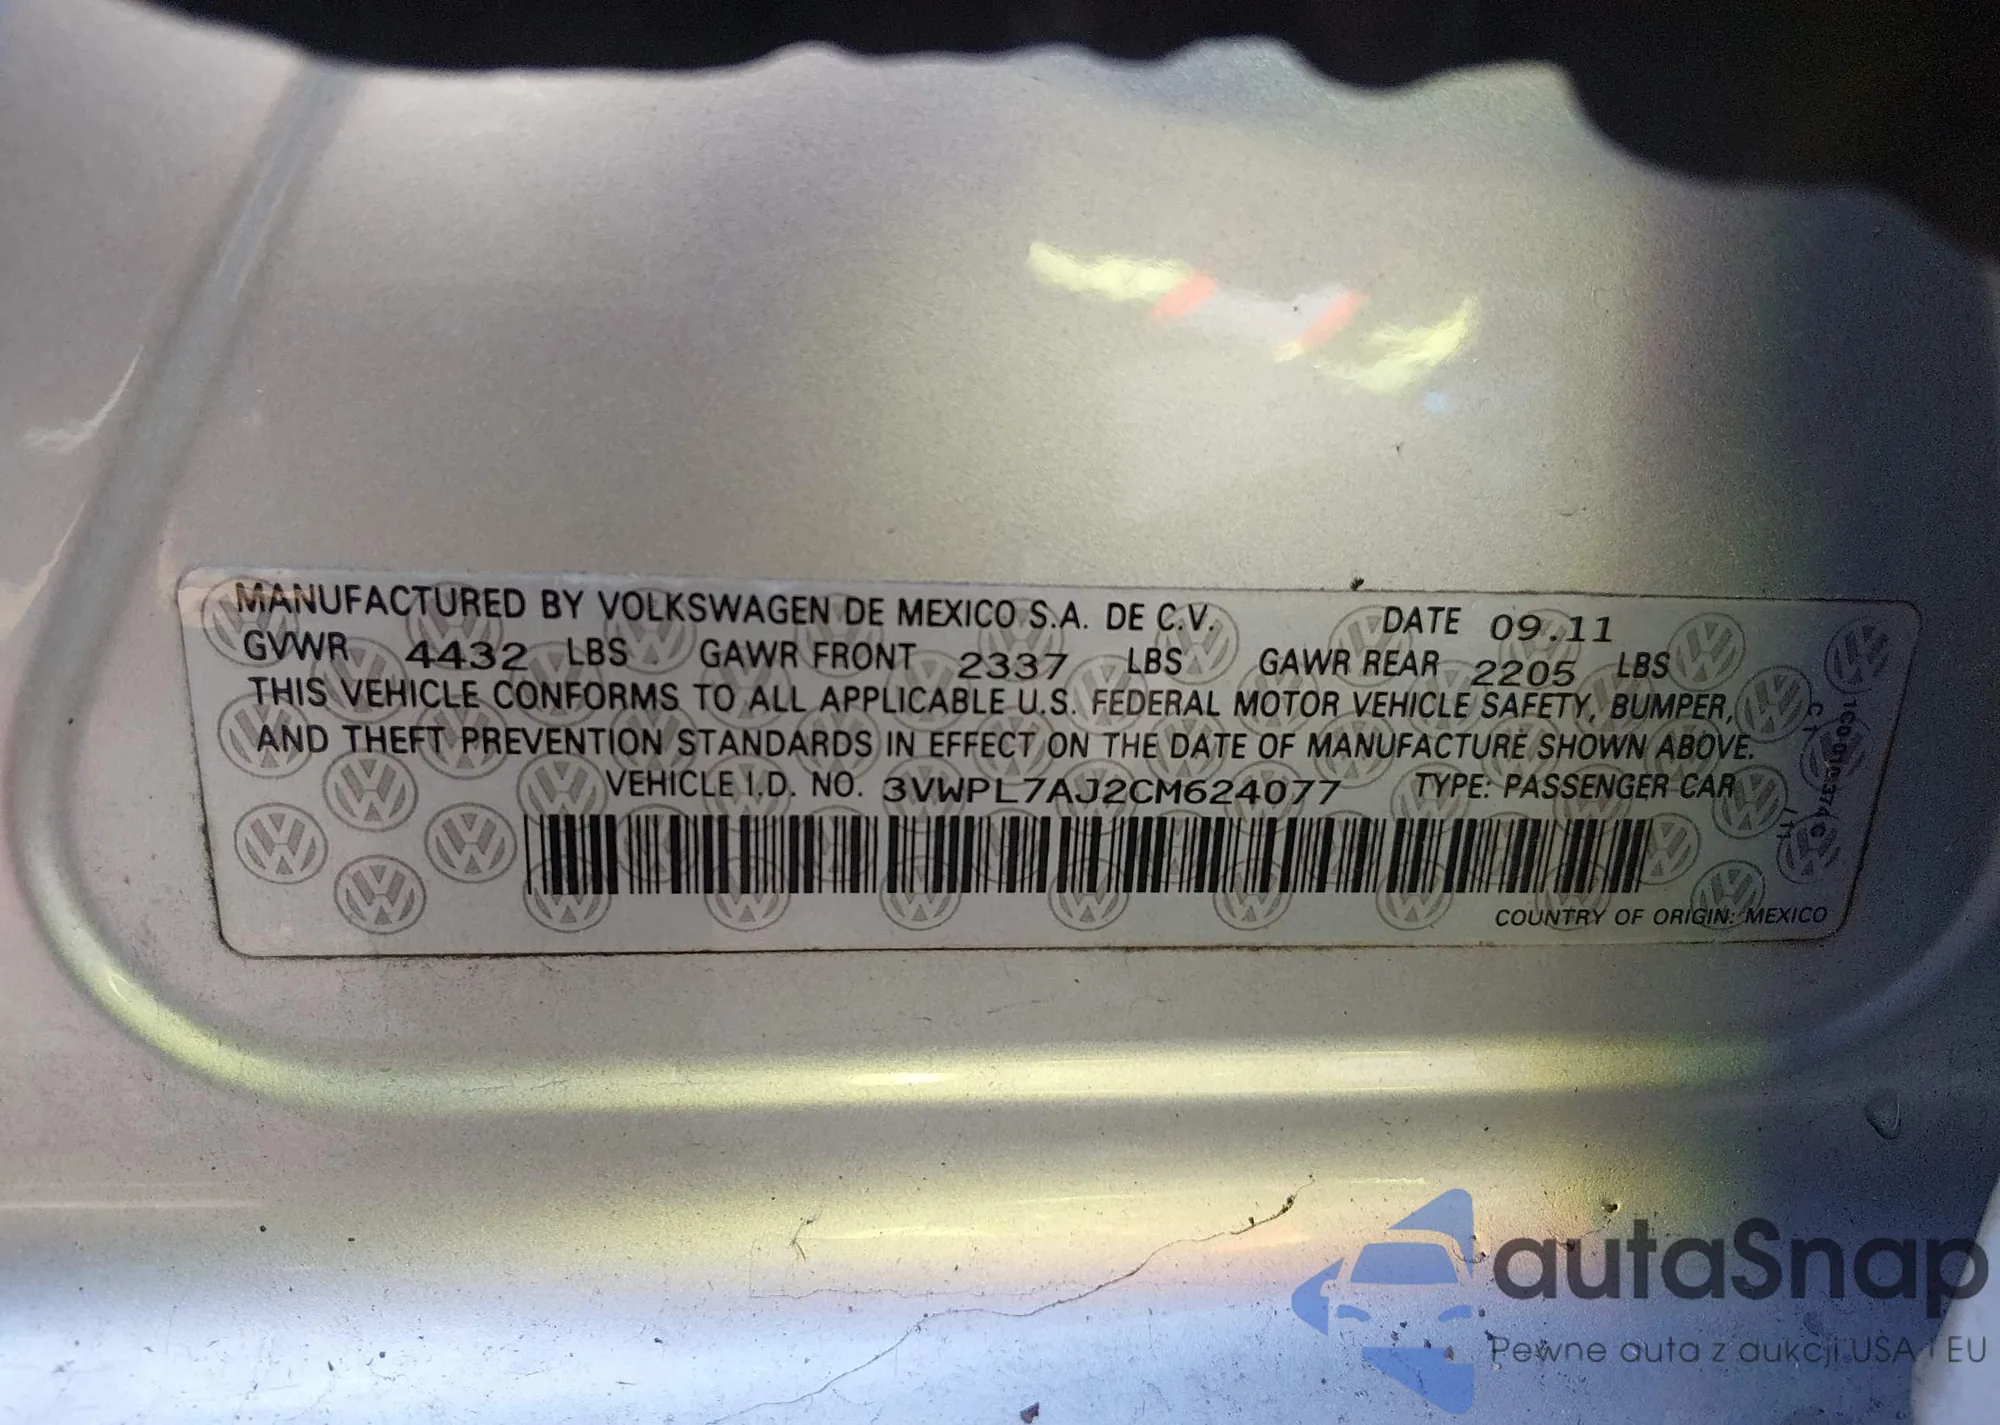 MANUFACTURED BY VOLKSWAGEN DE MEXICO S.A. DE C.V. DATE 09.11
GVWR 4432 LBS GAWR FRONT 2337 LBS GAWR REAR 2205 LBS
THIS VEHICLE CONFORMS TO ALL APPLICABLE U.S. FEDERAL MOTOR VEHICLE SAFETY, BUMPER,
AND THEFT PREVENTION STANDARDS IN EFFECT ON THE DATE OF MANUFACTURE SHOWN ABOVE.
VEHICLE I.D. NO. 3VWPL7AJ2CM624077 TYPE: PASSENGER CAR
COUNTRY OF ORIGIN: MEXICO
autaSnap
Pewne auta z aukcji USA i EU